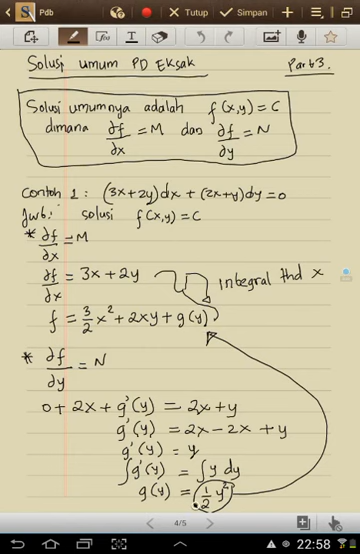 Pdb
Tutup
Simpan
Solusi umum PD Eksak
Part 3.
Solusi umumnya adalah f(x,y) = C
dimana ∂f/∂x = M dan ∂f/∂y = N
Contoh 1: (3x+2y)dx + (2x+y)dy = 0
Jwb: solusi f(x,y) = C
* ∂f/∂x = M
∂f/∂x = 3x + 2y
integral thd x
f = 3/2 x² + 2xy + g(y)
* ∂f/∂y = N
0 + 2x + g'(y) = 2x + y
g'(y) = 2x - 2x + y
g'(y) = y
∫g'(y) = ∫y dy
g(y) = 1/2 y²
4/5
22:58